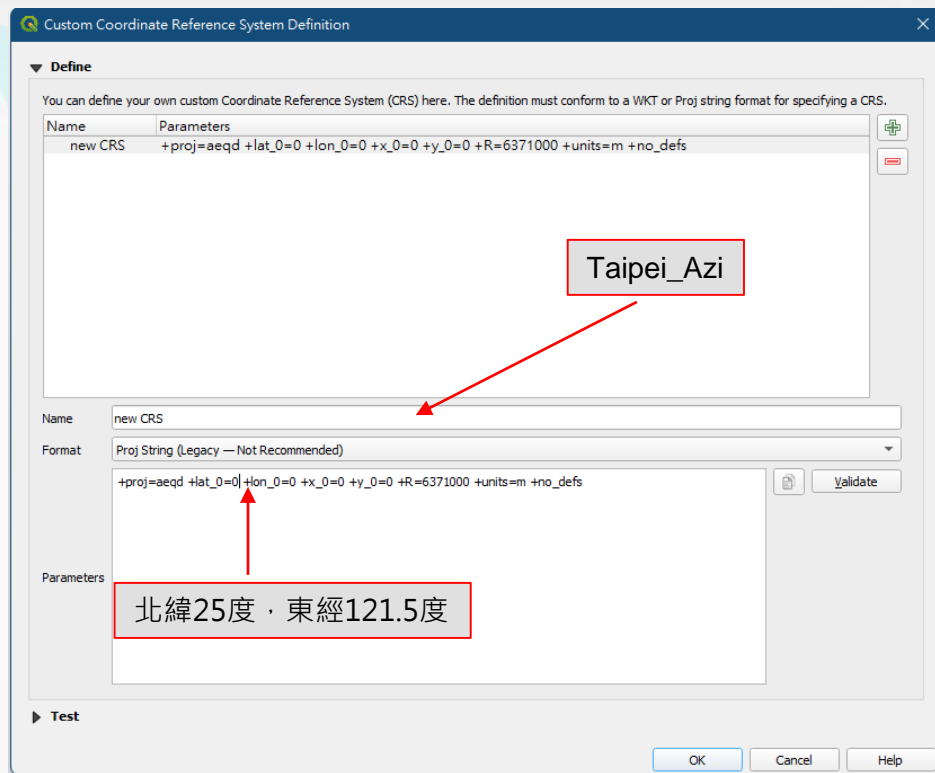 Custom Coordinate Reference System Definition
Define
You can define your own custom Coordinate Reference System (CRS) here. The definition must conform to a WKT or Proj string format for specifying a CRS.
Name Parameters
new CRS +proj=aeqd +lat_0=0 +lon_0=0 +x_0=0 +y_0=0 +R=6371000 +units=m +no_defs
Taipei_Azi
Name new CRS
Format Proj String (Legacy — Not Recommended)
+proj=aeqd +lat_0=0 +lon_0=0 +x_0=0 +y_0=0 +R=6371000 +units=m +no_defs Validate
Parameters
北緯25度，東經121.5度
Test
OK Cancel Help